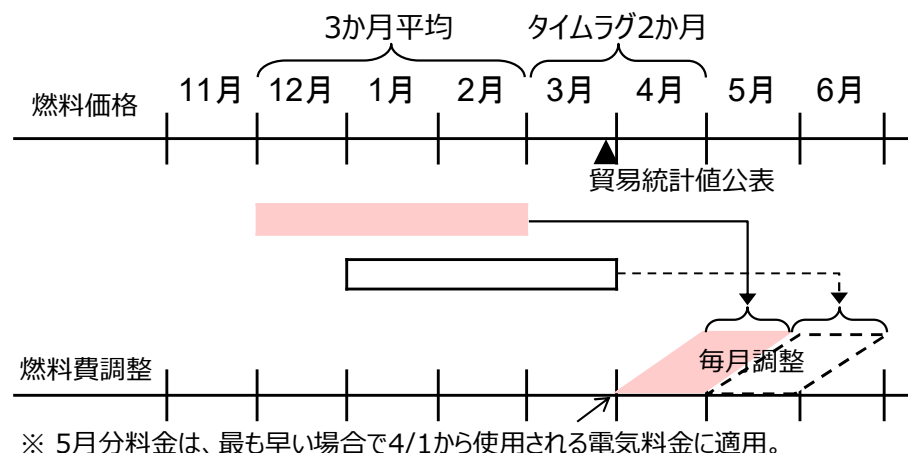 3か月平均 タイムラグ2か月
燃料価格 11月 12月 1月 2月 3月 4月 5月 6月
貿易統計値公表
毎月調整
燃料費調整
※ 5月分料金は、最も早い場合で4/1から使用される電気料金に適用。